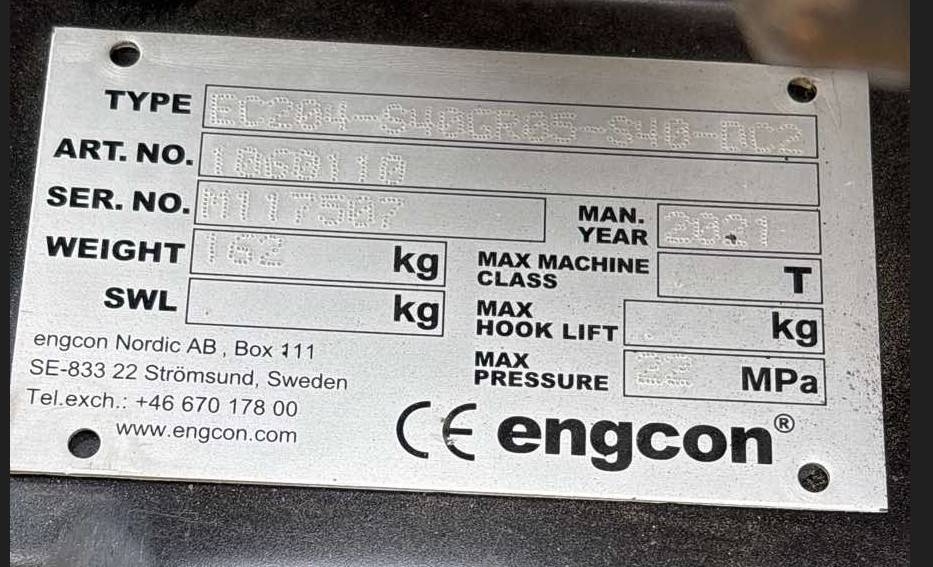 TYPE EC204-S40GR05-S40-DC2
ART. NO. 1060110
SER. NO. M117507
MAN. YEAR 2021
WEIGHT 162 kg
MAX MACHINE CLASS T
SWL kg
MAX HOOK LIFT kg
MAX PRESSURE 22 MPa
engcon Nordic AB , Box 111
SE-833 22 Strömsund, Sweden
Tel.exch.: +46 670 178 00
www.engcon.com
CE engcon®